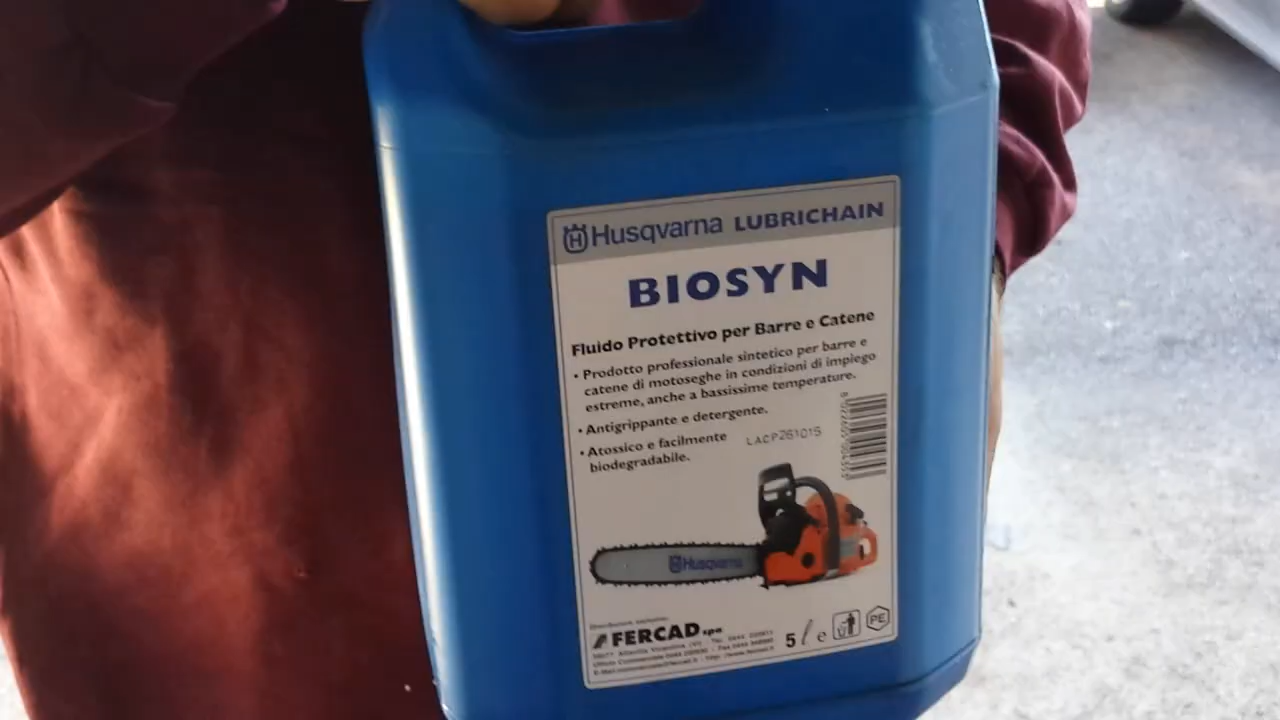 Husqvarna LUBRICHAIN
BIOSYN
Fluido Protettivo per Barre e Catene
• Prodotto professionale sintetico per barre e
catene di motoseghe in condizioni di impiego
estreme, anche a bassissime temperature.
• Antigrippante e detergente.
• Atossico e facilmente
biodegradabile.
LACP261015
Husqvarna
FERCAD spa
5 l e
PE